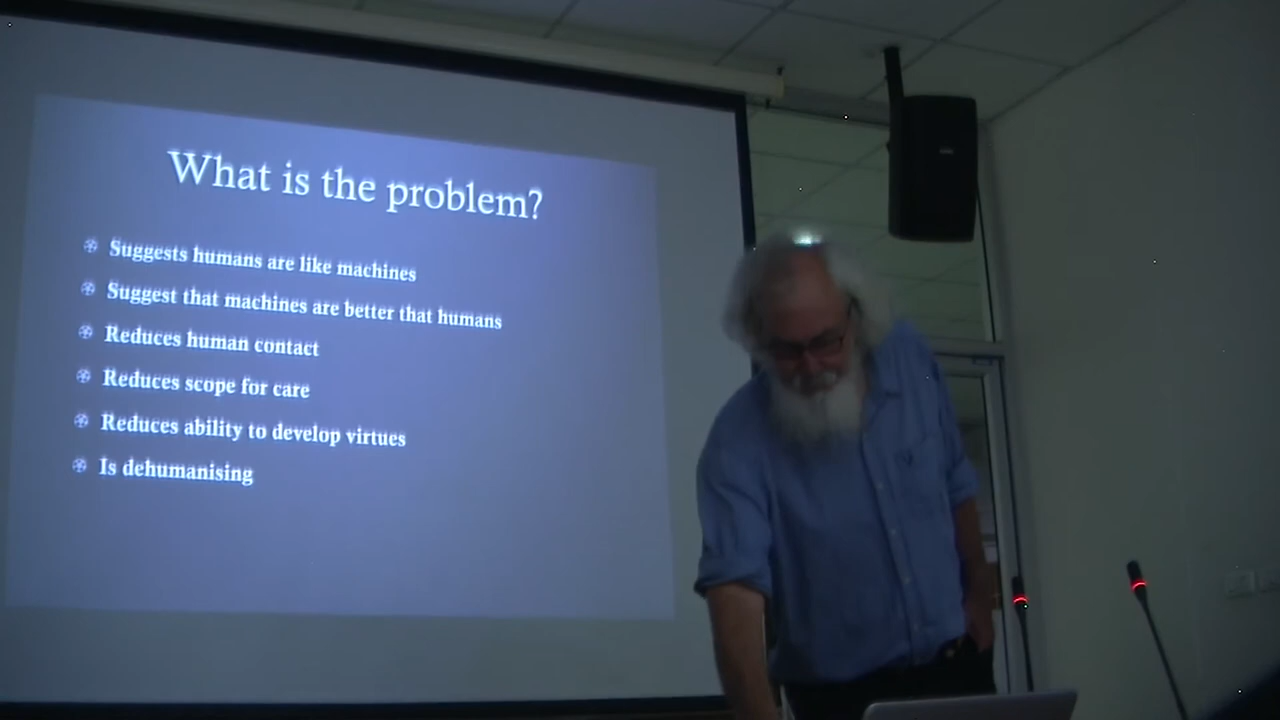 What is the problem?
Suggests humans are like machines
Suggest that machines are better that humans
Reduces human contact
Reduces scope for care
Reduces ability to develop virtues
Is dehumanising